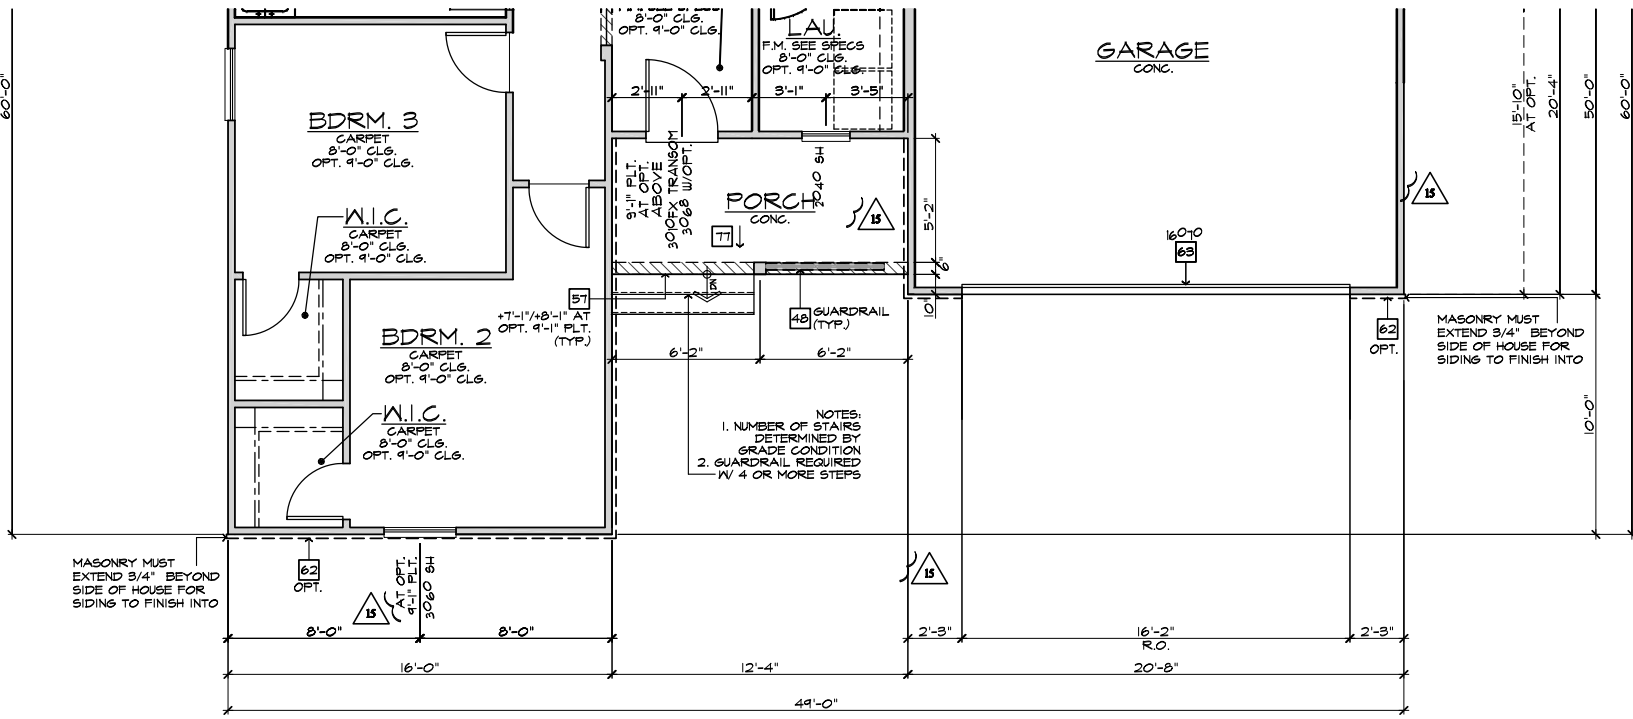 8'-0" CLG.
OPT. 9'-0" CLG.
LAU.
F.M. SEE SPECS
8'-0" CLG.
OPT. 9'-0" CLG.
GARAGE
CONC.
60'-0"
15'-10"
AT OPT.
20'-4"
50'-0"
60'-0"
2'-11"
2'-11"
3'-1"
3'-5"
BDRM. 3
CARPET
8'-0" CLG.
OPT. 9'-0" CLG.
9'-1" PLT.
AT OPT.
ABOVE
3010FX TRANSOM
3068 W/OPT.
2040 SH
PORCH
CONC.
15
15
5'-2"
6"
10"
W.I.C.
CARPET
8'-0" CLG.
OPT. 9'-0" CLG.
77
16070
63
57
+7'-1"/+8'-1" AT
OPT. 9'-1" PLT.
(TYP.)
DN
48
GUARDRAIL
(TYP.)
62
OPT.
MASONRY MUST
EXTEND 3/4" BEYOND
SIDE OF HOUSE FOR
SIDING TO FINISH INTO
BDRM. 2
CARPET
8'-0" CLG.
OPT. 9'-0" CLG.
6'-2"
6'-2"
W.I.C.
CARPET
8'-0" CLG.
OPT. 9'-0" CLG.
NOTES:
1. NUMBER OF STAIRS
DETERMINED BY
GRADE CONDITION
2. GUARDRAIL REQUIRED
W/ 4 OR MORE STEPS
10'-0"
MASONRY MUST
EXTEND 3/4" BEYOND
SIDE OF HOUSE FOR
SIDING TO FINISH INTO
62
OPT.
15
AT OPT.
9'-1" PLT.
3060 SH
15
8'-0"
8'-0"
2'-3"
16'-2"
R.O.
2'-3"
16'-0"
12'-4"
20'-8"
49'-0"